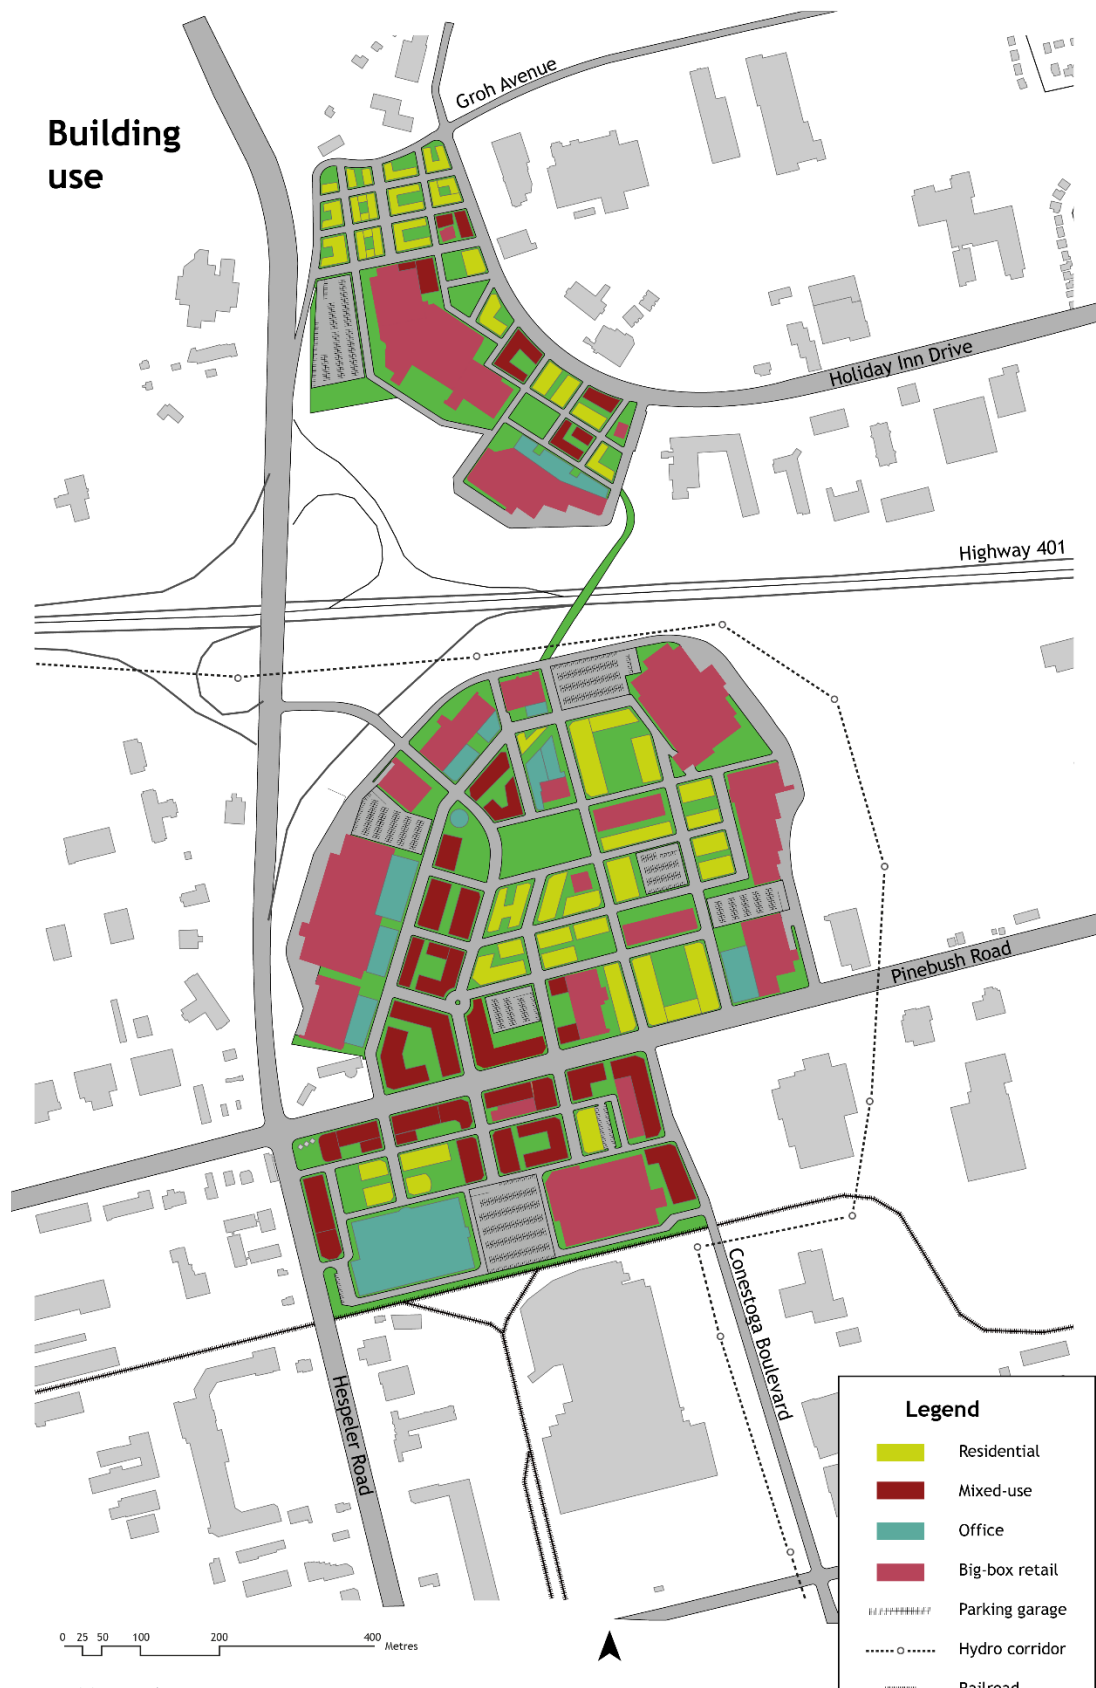 Building
use
Groh Avenue
Holiday Inn Drive
Highway 401
Pinebush Road
Conestoga Boulevard
Hespeler Road
Legend
Residential
Mixed-use
Office
Big-box retail
Parking garage
Hydro corridor
Railroad
0 25 50 100 200 400
Metres